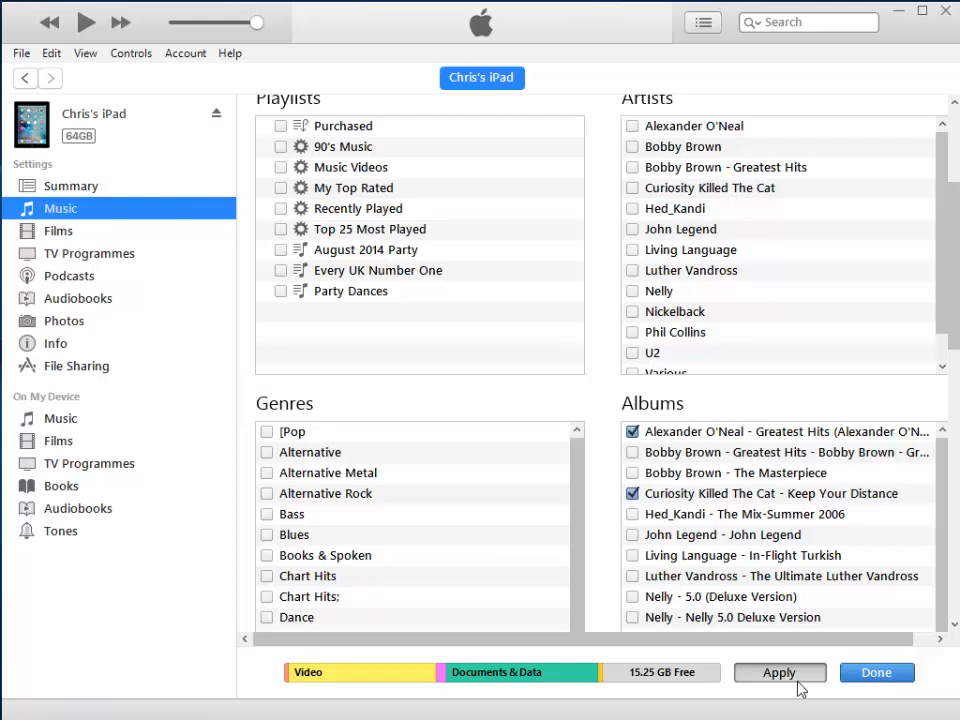 Search
File Edit View Controls Account Help
Chris's iPad
Chris's iPad
64GB
Settings
Summary
Music
Films
TV Programmes
Podcasts
Audiobooks
Photos
Info
File Sharing
On My Device
Music
Films
TV Programmes
Books
Audiobooks
Tones
Playlists
Purchased
90's Music
Music Videos
My Top Rated
Recently Played
Top 25 Most Played
August 2014 Party
Every UK Number One
Party Dances
Artists
Alexander O'Neal
Bobby Brown
Bobby Brown - Greatest Hits
Curiosity Killed The Cat
Hed_Kandi
John Legend
Living Language
Luther Vandross
Nelly
Nickelback
Phil Collins
U2
Various
Genres
[Pop
Alternative
Alternative Metal
Alternative Rock
Bass
Blues
Books & Spoken
Chart Hits
Chart Hits;
Dance
Albums
Alexander O'Neal - Greatest Hits (Alexander O'N...
Bobby Brown - Greatest Hits - Bobby Brown - Gr...
Bobby Brown - The Masterpiece
Curiosity Killed The Cat - Keep Your Distance
Hed_Kandi - The Mix-Summer 2006
John Legend - John Legend
Living Language - In-Flight Turkish
Luther Vandross - The Ultimate Luther Vandross
Nelly - 5.0 (Deluxe Version)
Nelly - Nelly 5.0 Deluxe Version
Video Documents & Data 15.25 GB Free Apply Done